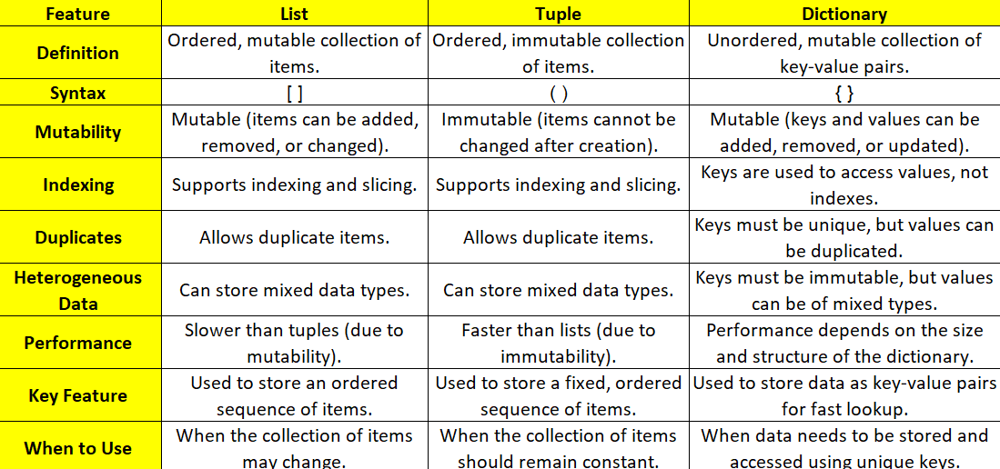 Feature List Tuple Dictionary
Definition
Ordered, mutable collection of
items.
Ordered, immutable collection
of items.
Unordered, mutable collection of
key-value pairs.
Syntax [ ] ( ) { }
Mutability
Mutable (items can be added,
removed, or changed).
Immutable (items cannot be
changed after creation).
Mutable (keys and values can be
added, removed, or updated).
Indexing
Supports indexing and slicing.
Supports indexing and slicing.
Keys are used to access values, not
indexes.
Duplicates
Allows duplicate items.
Allows duplicate items.
Keys must be unique, but values can
be duplicated.
Heterogeneous
Data
Can store mixed data types.
Can store mixed data types.
Keys must be immutable, but values
can be of mixed types.
Performance
Slower than tuples (due to
mutability).
Faster than lists (due to
immutability).
Performance depends on the size
and structure of the dictionary.
Key Feature
Used to store an ordered
sequence of items.
Used to store a fixed, ordered
sequence of items.
Used to store data as key-value pairs
for fast lookup.
When to Use
When the collection of items
may change.
When the collection of items
should remain constant.
When data needs to be stored and
accessed using unique keys.